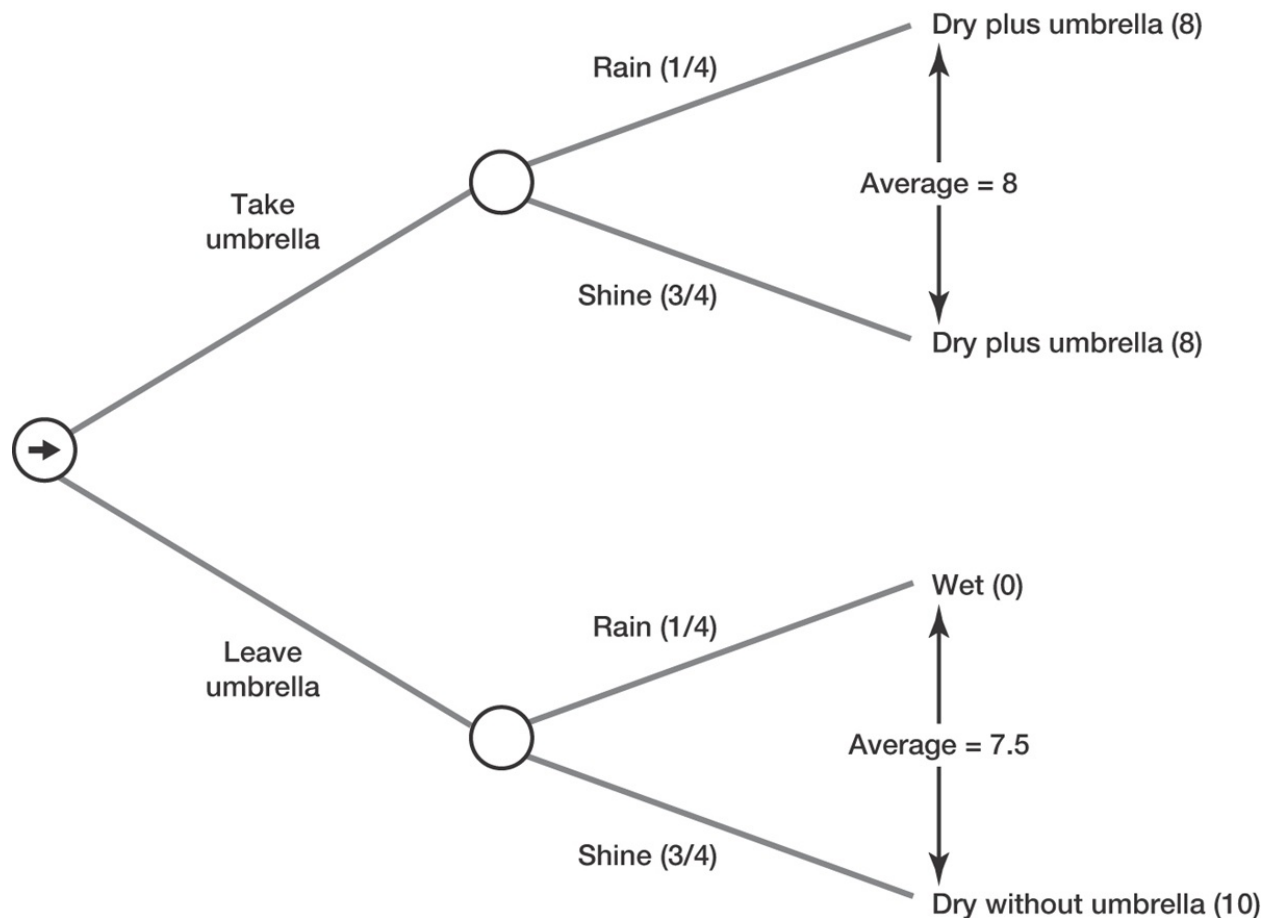 Dry plus umbrella (8)
Rain (1/4)
Average = 8
Take
umbrella
Shine (3/4)
Dry plus umbrella (8)
Wet (0)
Rain (1/4)
Leave
umbrella
Average = 7.5
Shine (3/4)
Dry without umbrella (10)